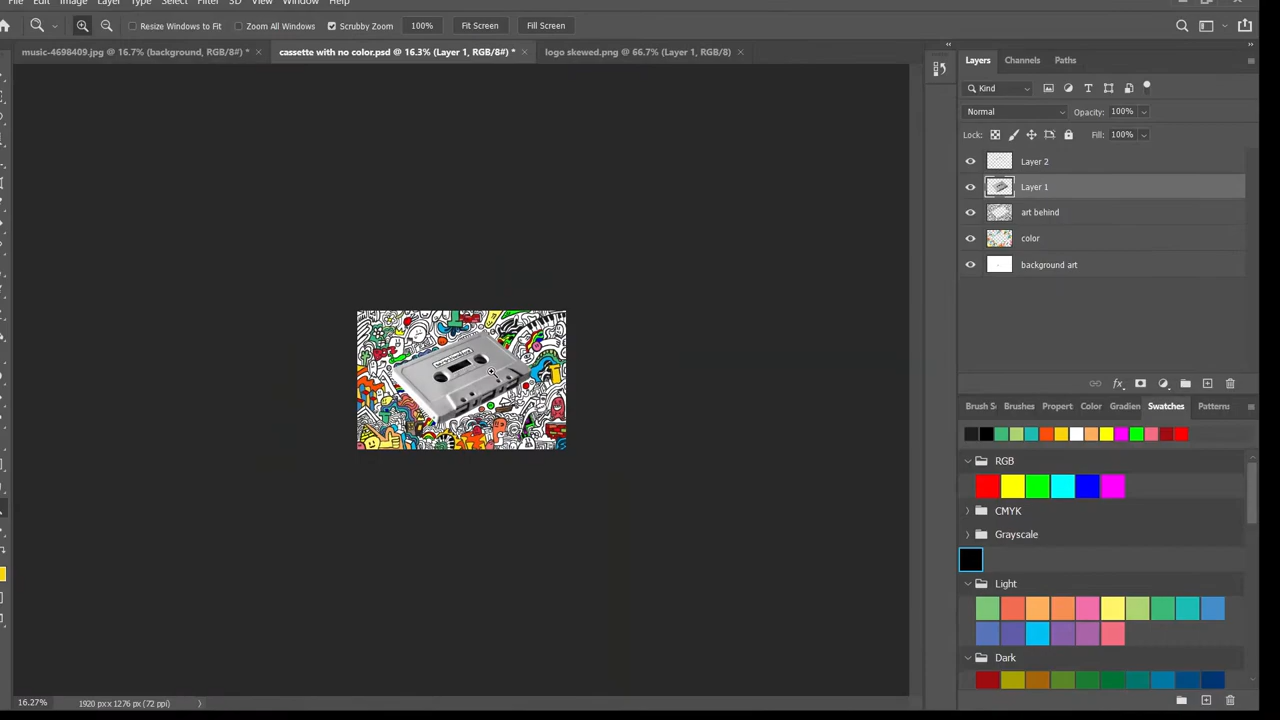 File Edit Image Layer Type Select Filter 3D View Window Help
Resize Windows to Fit Zoom All Windows Scrubby Zoom 100% Fit Screen Fill Screen
music-4698409.jpg @ 16.7% (background, RGB/8#) * × cassette with no color.psd @ 16.3% (Layer 1, RGB/8#) * × logo skewed.png @ 66.7% (Layer 1, RGB/8) ×
Layers Channels Paths
Kind
Normal Opacity: 100%
Lock: Fill: 100%
Layer 2
Layer 1
art behind
color
background art
fx
Brush S Brushes Propert Color Gradien Swatches Patterns
RGB
CMYK
Grayscale
Light
Dark
16.27% 1920 px x 1276 px (72 ppi)